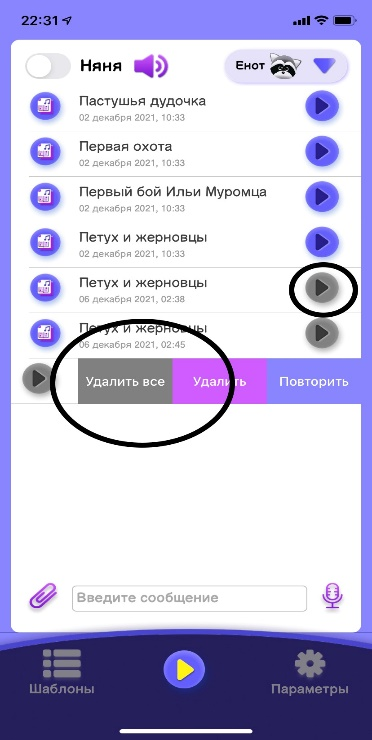 22:31
Няня
Енот
Пастушья дудочка
02 декабря 2021, 10:33
Первая охота
02 декабря 2021, 10:33
Первый бой Ильи Муромца
02 декабря 2021, 10:33
Петух и жерновцы
02 декабря 2021, 10:33
Петух и жерновцы
06 декабря 2021, 02:38
Петух и жерновцы
06 декабря 2021, 02:45
Удалить все Удалить Повторить
Введите сообщение
Шаблоны Параметры